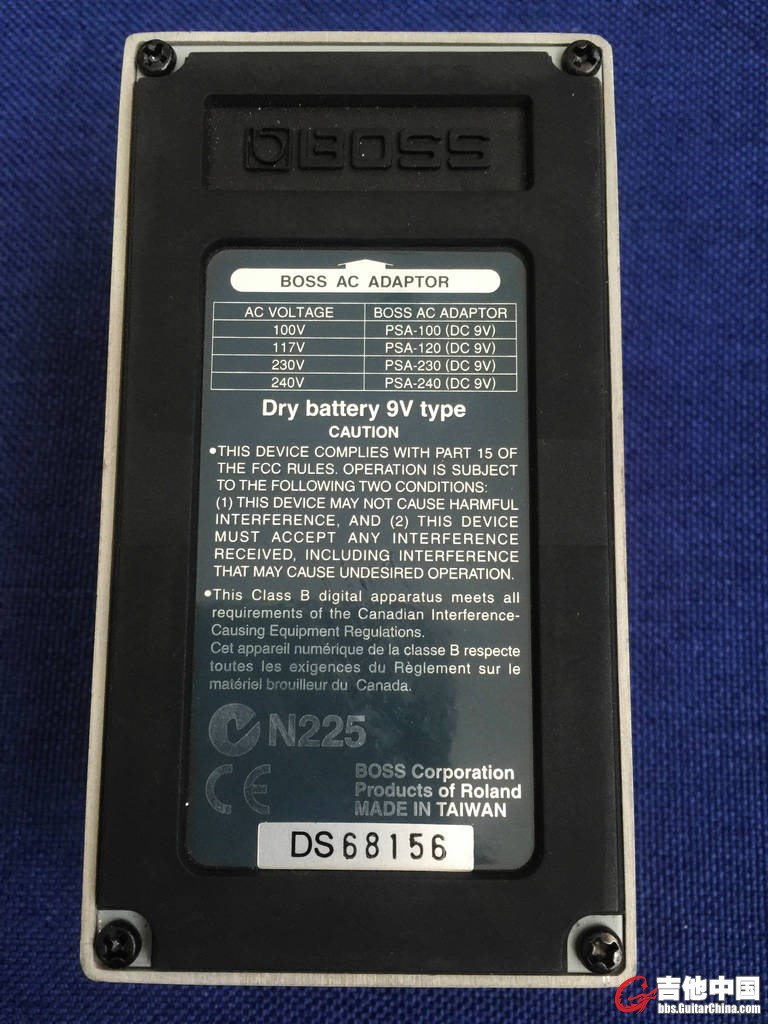 BOSS
BOSS AC ADAPTOR
AC VOLTAGE BOSS AC ADAPTOR
100V PSA-100 (DC 9V)
117V PSA-120 (DC 9V)
230V PSA-230 (DC 9V)
240V PSA-240 (DC 9V)
Dry battery 9V type
CAUTION
•THIS DEVICE COMPLIES WITH PART 15 OF
THE FCC RULES. OPERATION IS SUBJECT
TO THE FOLLOWING TWO CONDITIONS:
(1) THIS DEVICE MAY NOT CAUSE HARMFUL
INTERFERENCE, AND (2) THIS DEVICE
MUST ACCEPT ANY INTERFERENCE
RECEIVED, INCLUDING INTERFERENCE
THAT MAY CAUSE UNDESIRED OPERATION.
•This Class B digital apparatus meets all
requirements of the Canadian Interference-
Causing Equipment Regulations.
Cet appareil numérique de la classe B respecte
toutes les exigences du Règlement sur le
matériel brouilleur du Canada.
N225
CE
BOSS Corporation
Products of Roland
MADE IN TAIWAN
DS68156
吉他中国
bbs.GuitarChina.com